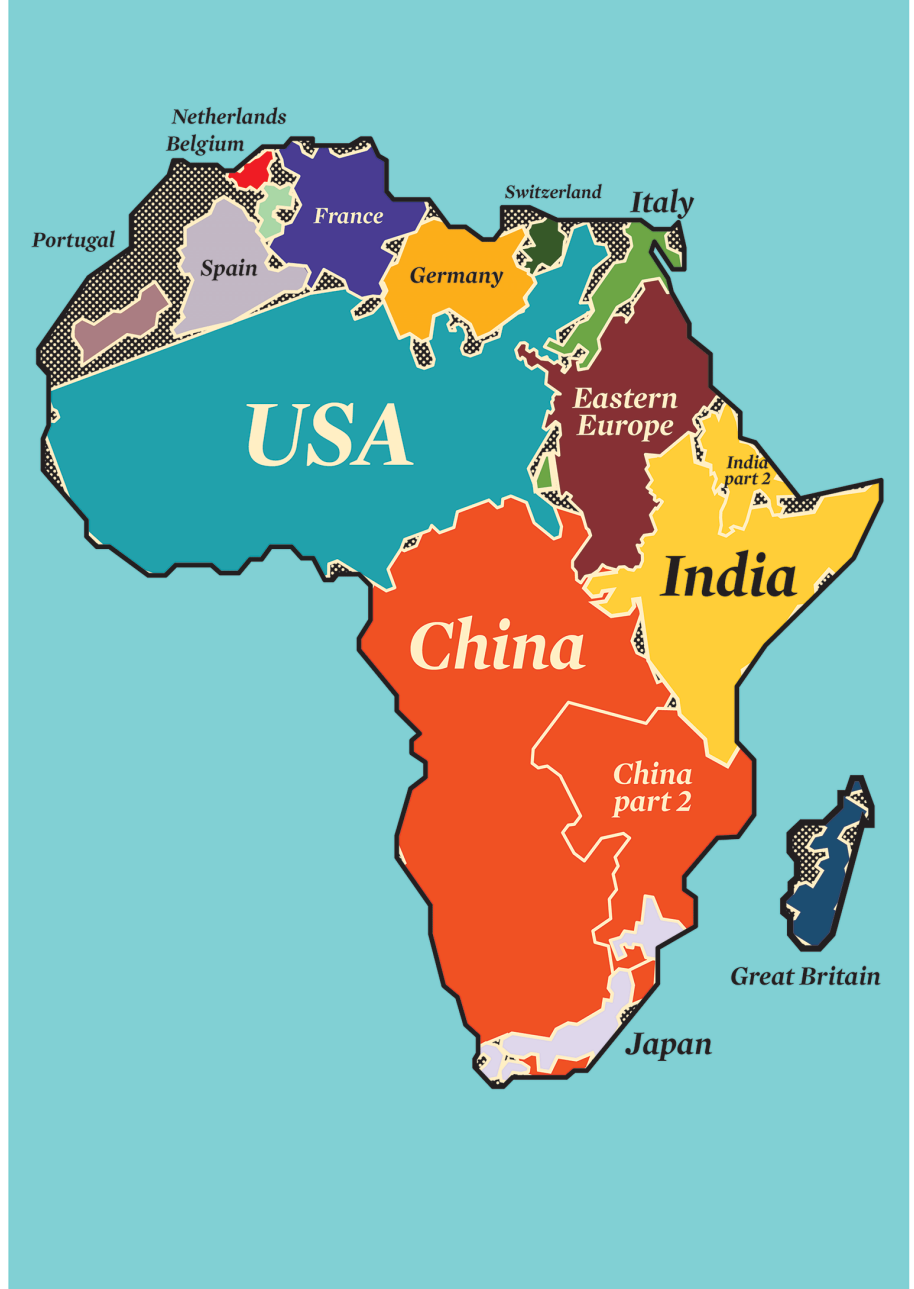 Netherlands
Belgium
Switzerland
Italy
Portugal
France
Spain
Germany
USA
Eastern
Europe
India
part 2
India
China
China
part 2
Great Britain
Japan